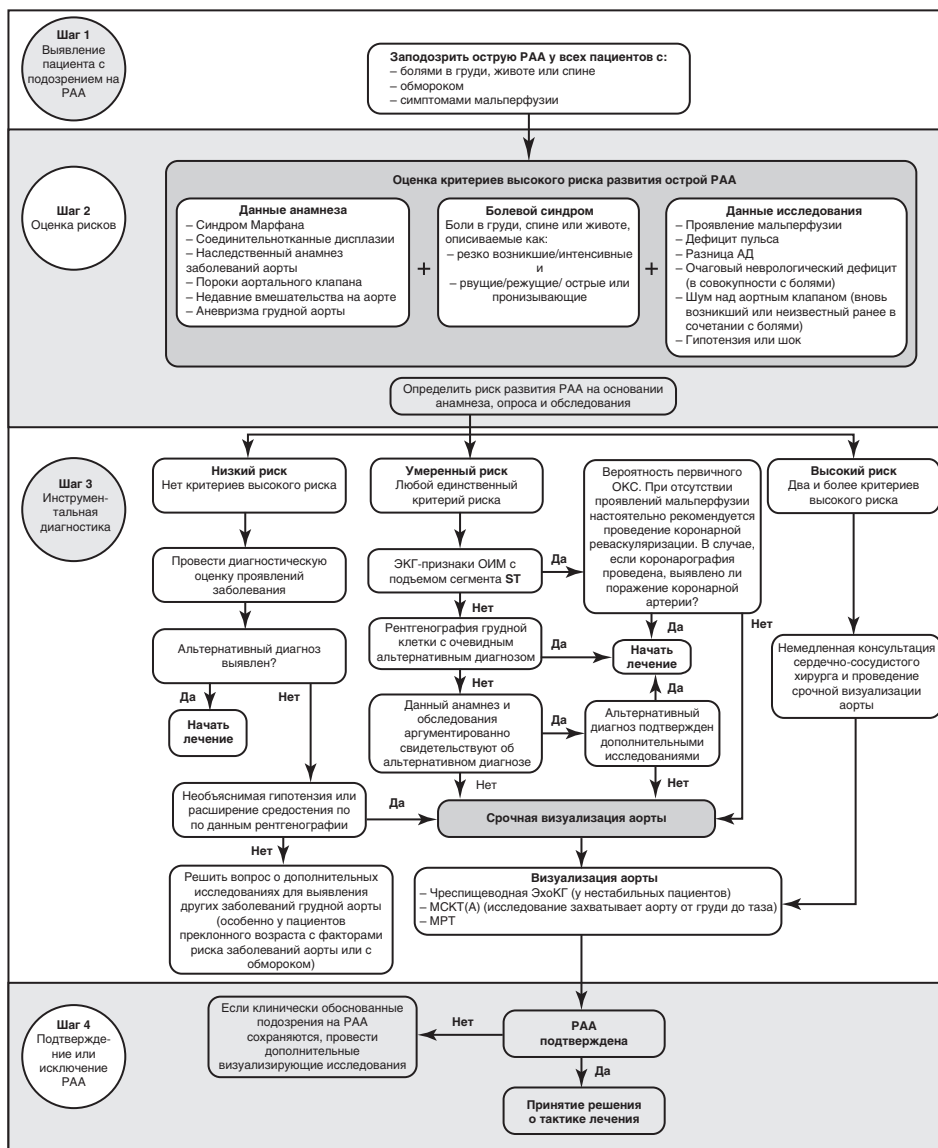 Шаг 1
Выявление
пациента с
подозрением на
РАА
Заподозрить острую РАА у всех пациентов с:
– болями в груди, животе или спине
– обмороком
– симптомами мальперфузии
Шаг 2
Оценка рисков
Оценка критериев высокого риска развития острой РАА
Данные анамнеза
– Синдром Марфана
– Соединительнотканные дисплазии
– Наследственный анамнез
заболеваний аорты
– Пороки аортального клапана
– Недавние вмешательства на аорте
– Аневризма грудной аорты
+
Болевой синдром
Боли в груди, спине или животе,
описываемые как:
– резко возникшие/интенсивные
и
– рвущие/режущие/ острые или
пронизывающие
+
Данные исследования
– Проявление мальперфузии
– Дефицит пульса
– Разница АД
– Очаговый неврологический дефицит
(в совокупности с болями)
– Шум над аортным клапаном (вновь
возникший или неизвестный ранее в
сочетании с болями)
– Гипотензия или шок
Определить риск развития РАА на основании
анамнеза, опроса и обследования
Шаг 3
Инструмен-
тальная
диагностика
Низкий риск
Нет критериев высокого риска
Провести диагностическую
оценку проявлений
заболевания
Альтернативный диагноз
выявлен?
Да
Нет
Начать
лечение
Необъяснимая гипотензия или
расширение средостения по
по данным рентгенографии
Да
Нет
Решить вопрос о дополнительных
исследованиях для выявления
других заболеваний грудной аорты
(особенно у пациентов
преклонного возраста с факторами
риска заболеваний аорты или с
обмороком)
Умеренный риск
Любой единственный
критерий риска
ЭКГ-признаки ОИМ с
подъемом сегмента ST
Да
Нет
Рентгенография грудной
клетки с очевидным
альтернативным диагнозом
Да
Нет
Данный анамнез и
обследования
аргументированно
свидетельствуют об
альтернативном диагнозе
Да
Нет
Вероятность первичного
ОКС. При отсутствии
проявлений мальперфузии
настоятельно рекомендуется
проведение коронарной
реваскуляризации. В случае,
если коронарография
проведена, выявлено ли
поражение коронарной
артерии?
Да
Нет
Начать
лечение
Да
Альтернативный
диагноз подтвержден
дополнительными
исследованиями
Нет
Высокий риск
Два и более критериев
высокого риска
Немедленная консультация
сердечно-сосудистого
хирурга и проведение
срочной визуализации
аорты
Срочная визуализация аорты
Визуализация аорты
– Чреспищеводная ЭхоКГ (у нестабильных пациентов)
– МСКТ(А) (исследование захватывает аорту от груди до таза)
– МРТ
Шаг 4
Подтвержде-
ние или
исключение
РАА
Если клинически обоснованные
подозрения на РАА
сохраняются, провести
дополнительные
визуализирующие исследования
Нет
РАА
подтверждена
Да
Принятие решения
о тактике лечения